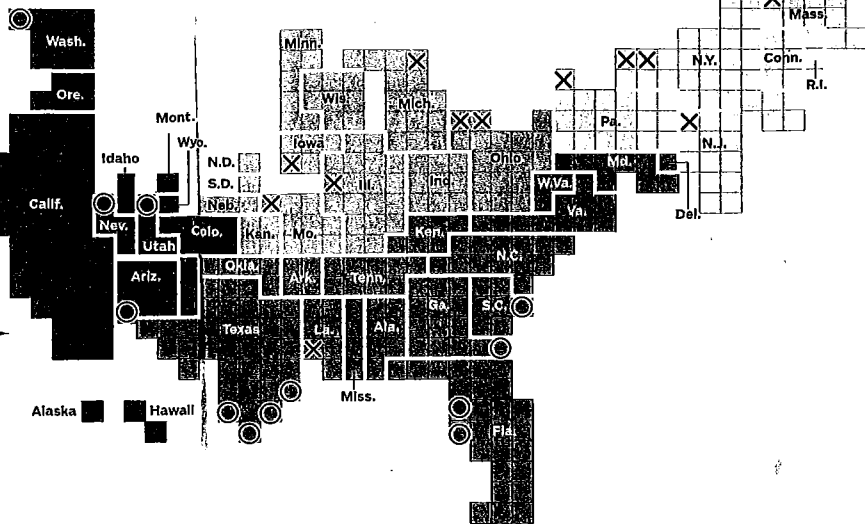 Mass.
Wash.
Minn.
N.Y.
Conn.
R.I.
Ore.
Wis.
Mich.
Mont.
Pa.
Wyo.
Iowa
N.J.
Idaho
N.D.
Ohio
Md.
S.D.
Ill.
Ind.
W.Va.
Calif.
Neb.
Va.
Del.
Nev.
Colo.
Kan.
Mo.
Ken.
Utah
N.C.
Ariz.
Okla.
Ark.
Tenn.
Texas
La.
Ala.
Ga.
S.C.
Miss.
Alaska
Hawaii
Fla.